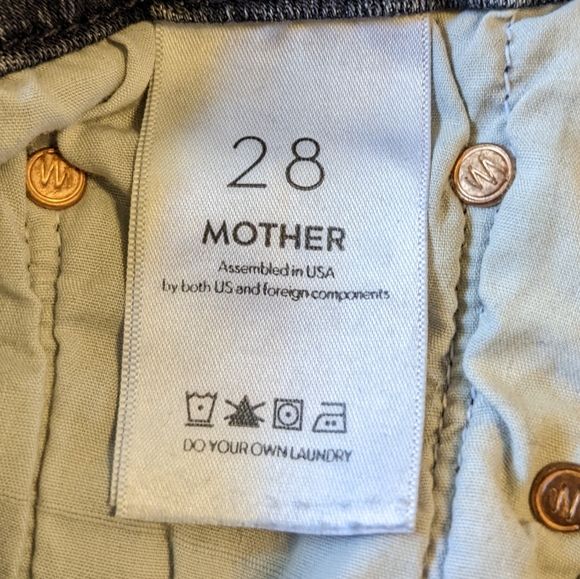 28
MOTHER
Assembled in USA
by both US and foreign components
DO YOUR OWN LAUNDRY
M
M
M